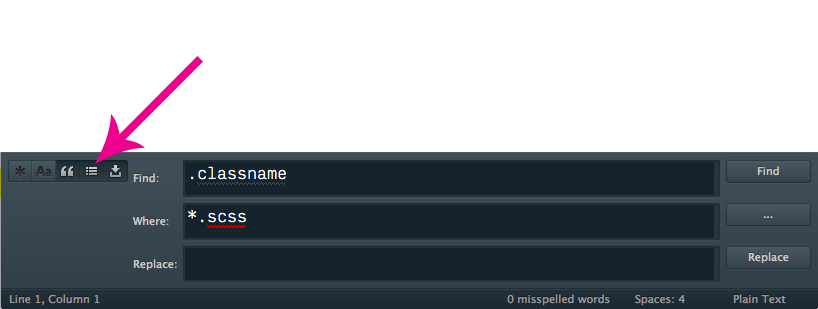 Aa “
Find: .classname Find
Where: *.scss ...
Replace: Replace
Line 1, Column 1 0 misspelled words Spaces: 4 Plain Text